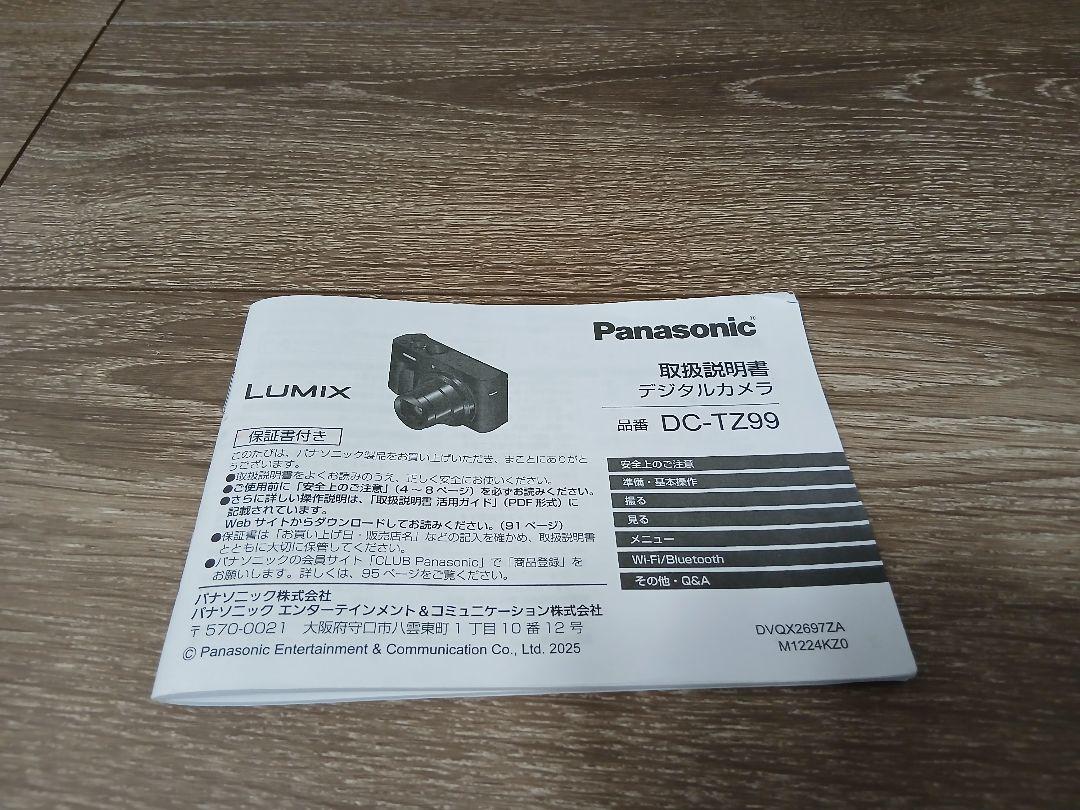 Panasonic
取扱説明書
デジタルカメラ
品番 DC-TZ99
LUMIX
保証書付き
このたびは、パナソニック製品をお買い上げいただき、まことにありがと
うございます。
●取扱説明書をよくお読みのうえ、正しく安全にお使いください。
●ご使用前に「安全上のご注意」(4～8ページ)を必ずお読みください。
●さらに詳しい操作説明は、「取扱説明書 活用ガイド」(PDF形式)に
記載されています。
Webサイトからダウンロードしてお読みください。(91ページ)
●保証書は「お買い上げ日・販売店名」などの記入を確かめ、取扱説明書
とともに大切に保管してください。
●パナソニックの会員サイト「CLUB Panasonic」で「商品登録」を
お願いします。詳しくは、95ページをご覧ください。
パナソニック株式会社
パナソニック エンターテインメント&コミュニケーション株式会社
〒570-0021 大阪府守口市八雲東町1丁目10番12号
© Panasonic Entertainment & Communication Co., Ltd. 2025
安全上のご注意
準備・基本操作
撮る
見る
メニュー
Wi-Fi/Bluetooth
その他・Q&A
DVQX2697ZA
M1224KZ0